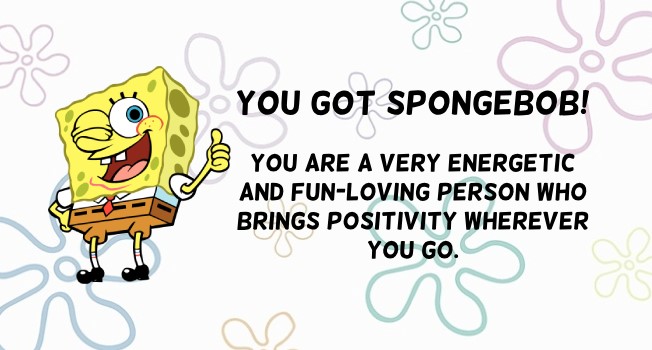 YOU GOT SPONGEBOB!
YOU ARE A VERY ENERGETIC
AND FUN-LOVING PERSON WHO
BRINGS POSITIVITY WHEREVER
YOU GO.